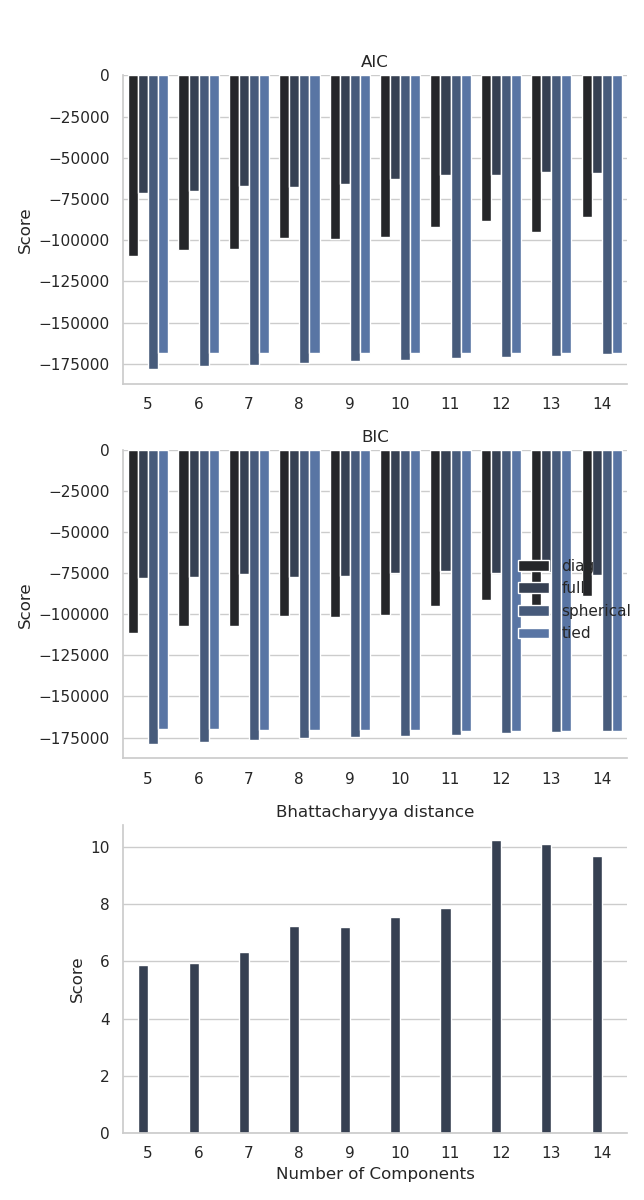 AIC
0
−25000
−50000
−75000
−100000
−125000
−150000
−175000
Score
5 6 7 8 9 10 11 12 13 14
BIC
0
−25000
−50000
−75000
−100000
−125000
−150000
−175000
Score
diag
full
spherical
tied
5 6 7 8 9 10 11 12 13 14
Bhattacharyya distance
10
8
6
4
2
0
Score
5 6 7 8 9 10 11 12 13 14
Number of Components